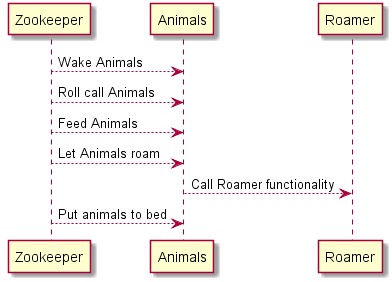 Zookeeper Animals Roamer
Wake Animals
Roll call Animals
Feed Animals
Let Animals roam
Call Roamer functionality
Put animals to bed
Zookeeper Animals Roamer